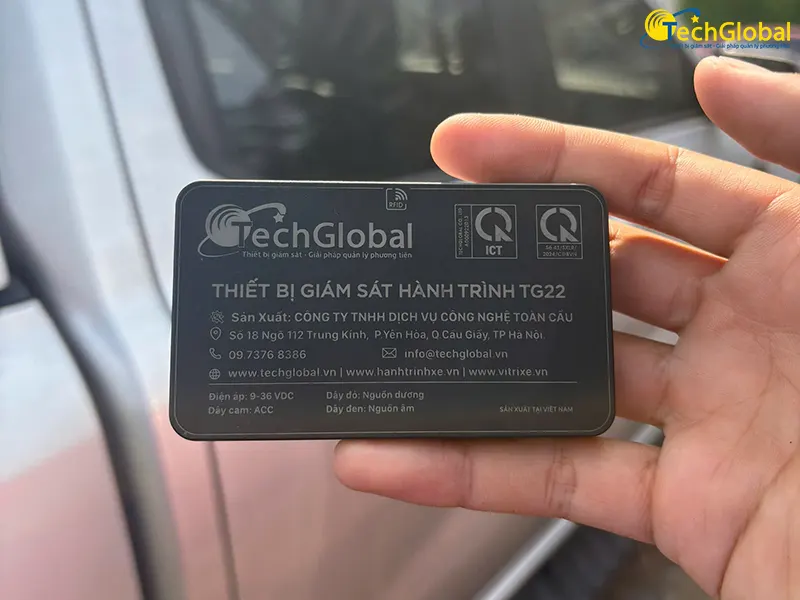 TechGlobal
Thiết bị giám sát - Giải pháp quản lý phương tiện
RFID
TechGlobal
Thiết bị giám sát - Giải pháp quản lý phương tiện
ICT
THIẾT BỊ GIÁM SÁT HÀNH TRÌNH TG22
Sản Xuất: CÔNG TY TNHH DỊCH VỤ CÔNG NGHỆ TOÀN CẦU
Số 18 Ngõ 112 Trung Kính, P.Yên Hòa, Q Cầu Giấy, TP Hà Nội.
09 7376 8386 info@techglobal.vn
www.techglobal.vn | www.hanhtrinhxe.vn | www.vitrixe.vn
Điện áp: 9-36 VDC Dây đỏ: Nguồn dương
Dây cam: ACC Dây đen: Nguồn âm
SẢN XUẤT TẠI VIỆT NAM